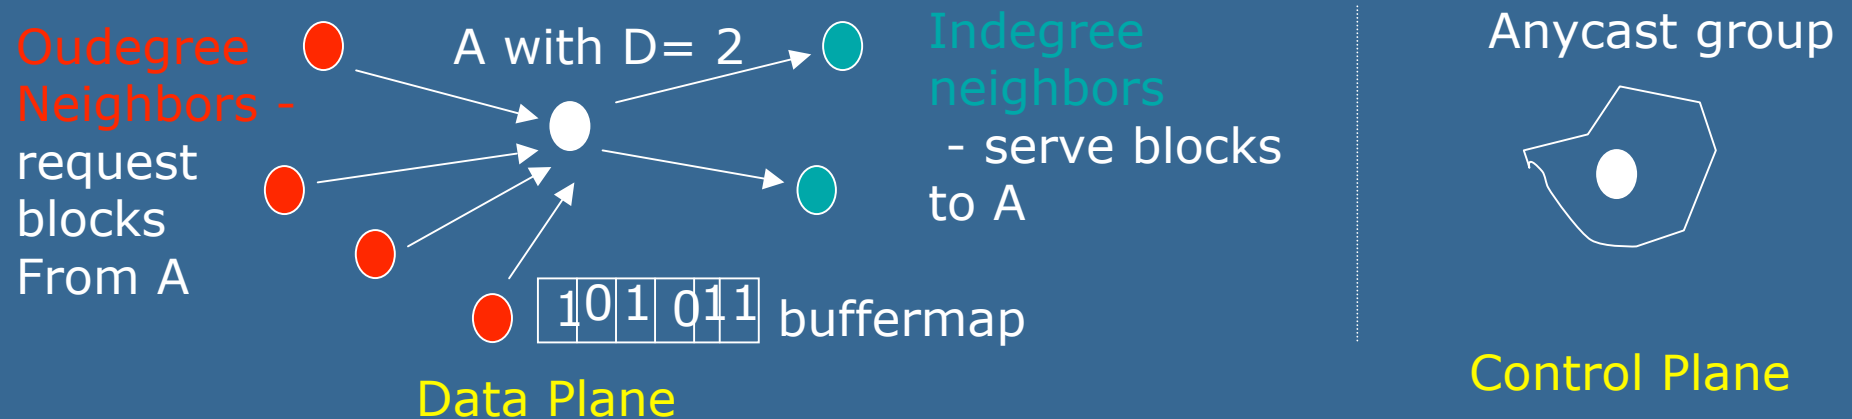 Oudegree
Neighbors -
request
blocks
From A
A with D= 2
Indegree
neighbors
- serve blocks
to A
1 0 1 0 1 1
buffermap
Data Plane
Anycast group
Control Plane